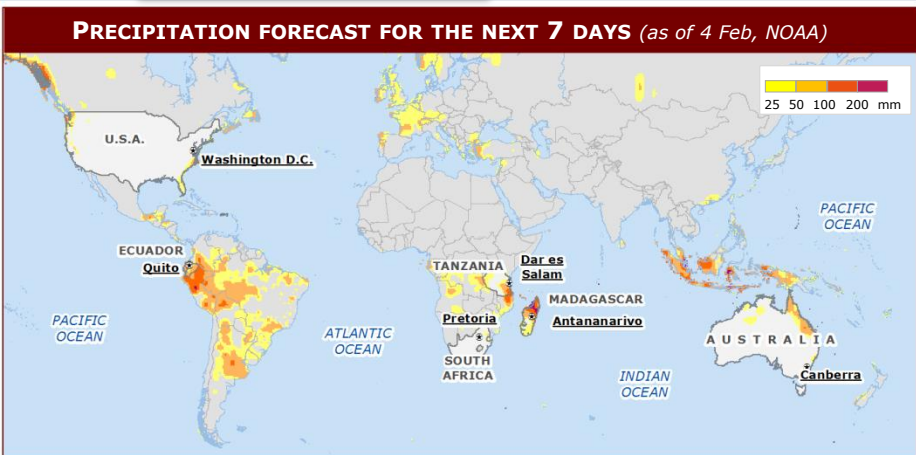 PRECIPITATION FORECAST FOR THE NEXT 7 DAYS (as of 4 Feb, NOAA)
25 50 100 200 mm
U.S.A.
Washington D.C.
PACIFIC
OCEAN
ECUADOR
Quito
TANZANIA
Dar es
Salam
MADAGASCAR
Antananarivo
Pretoria
PACIFIC
OCEAN
ATLANTIC
OCEAN
SOUTH
AFRICA
INDIAN
OCEAN
AUSTRALIA
Canberra